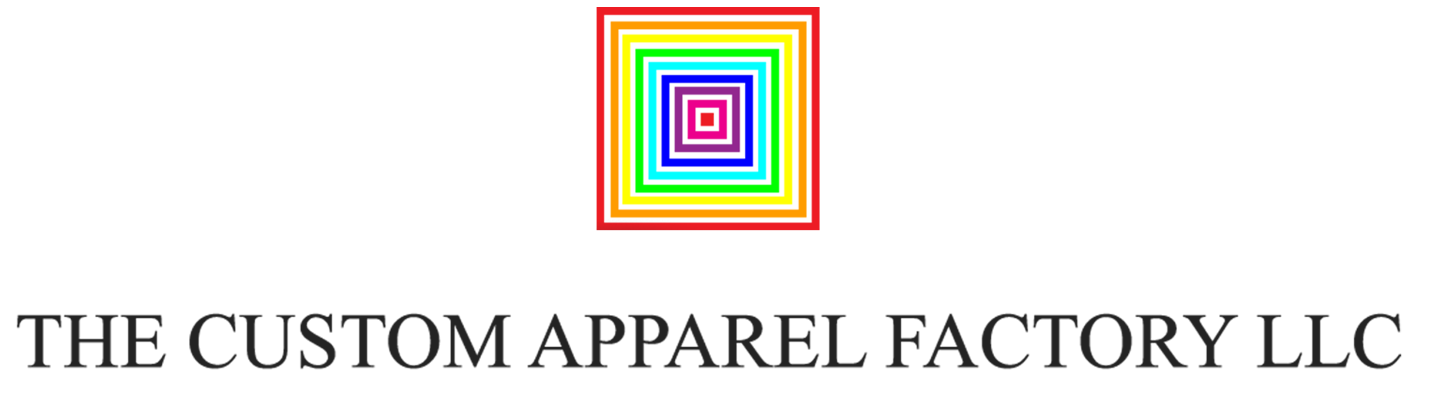 THE CUSTOM APPAREL FACTORY LLC